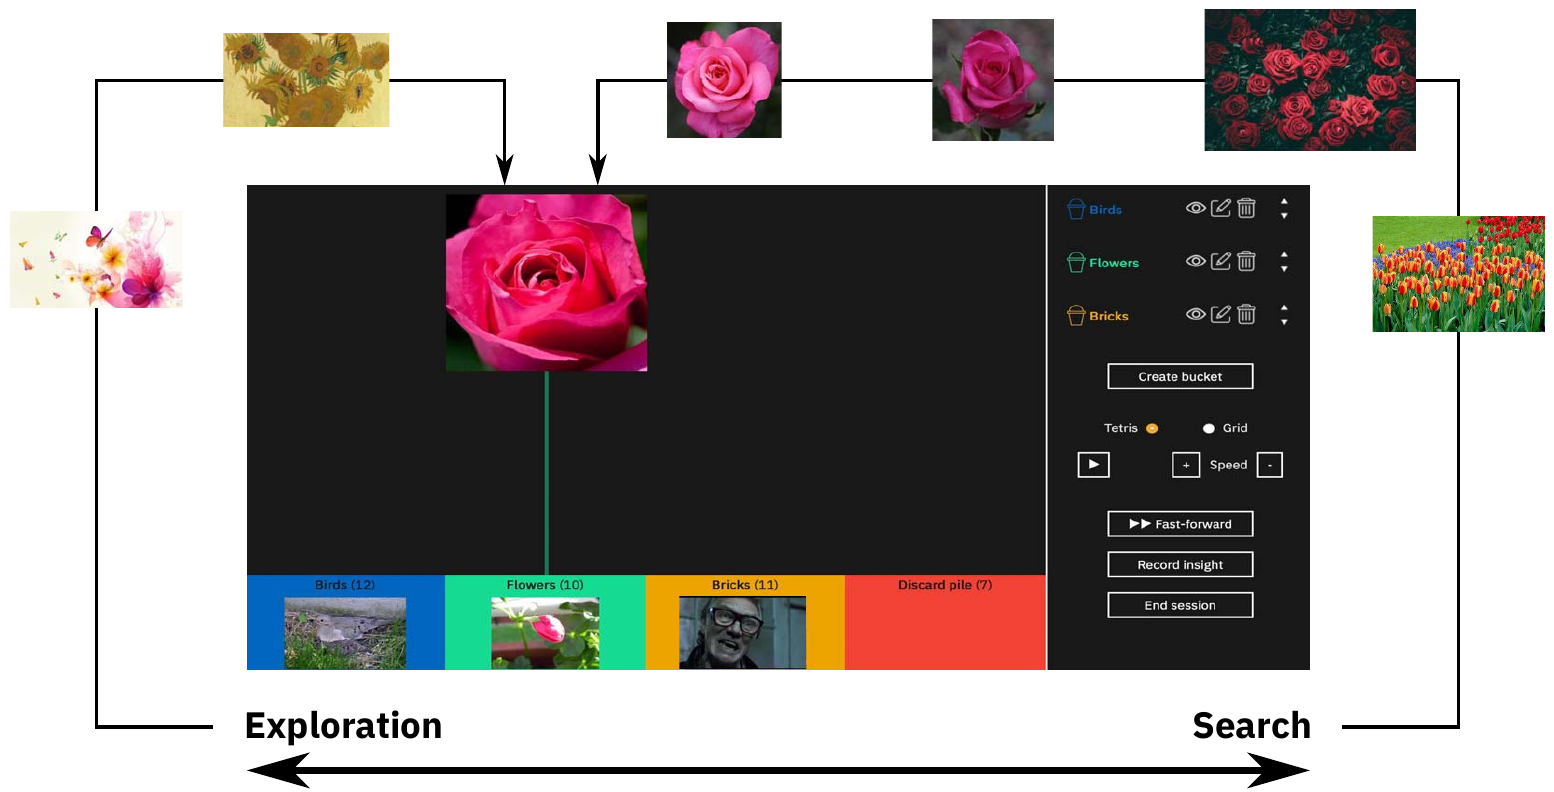 Birds
Flowers
Bricks
Create bucket
Tetris Grid
+ Speed -
Fast-forward
Record insight
End session
Birds (12) Flowers (10) Bricks (11) Discard pile (7)
Exploration Search